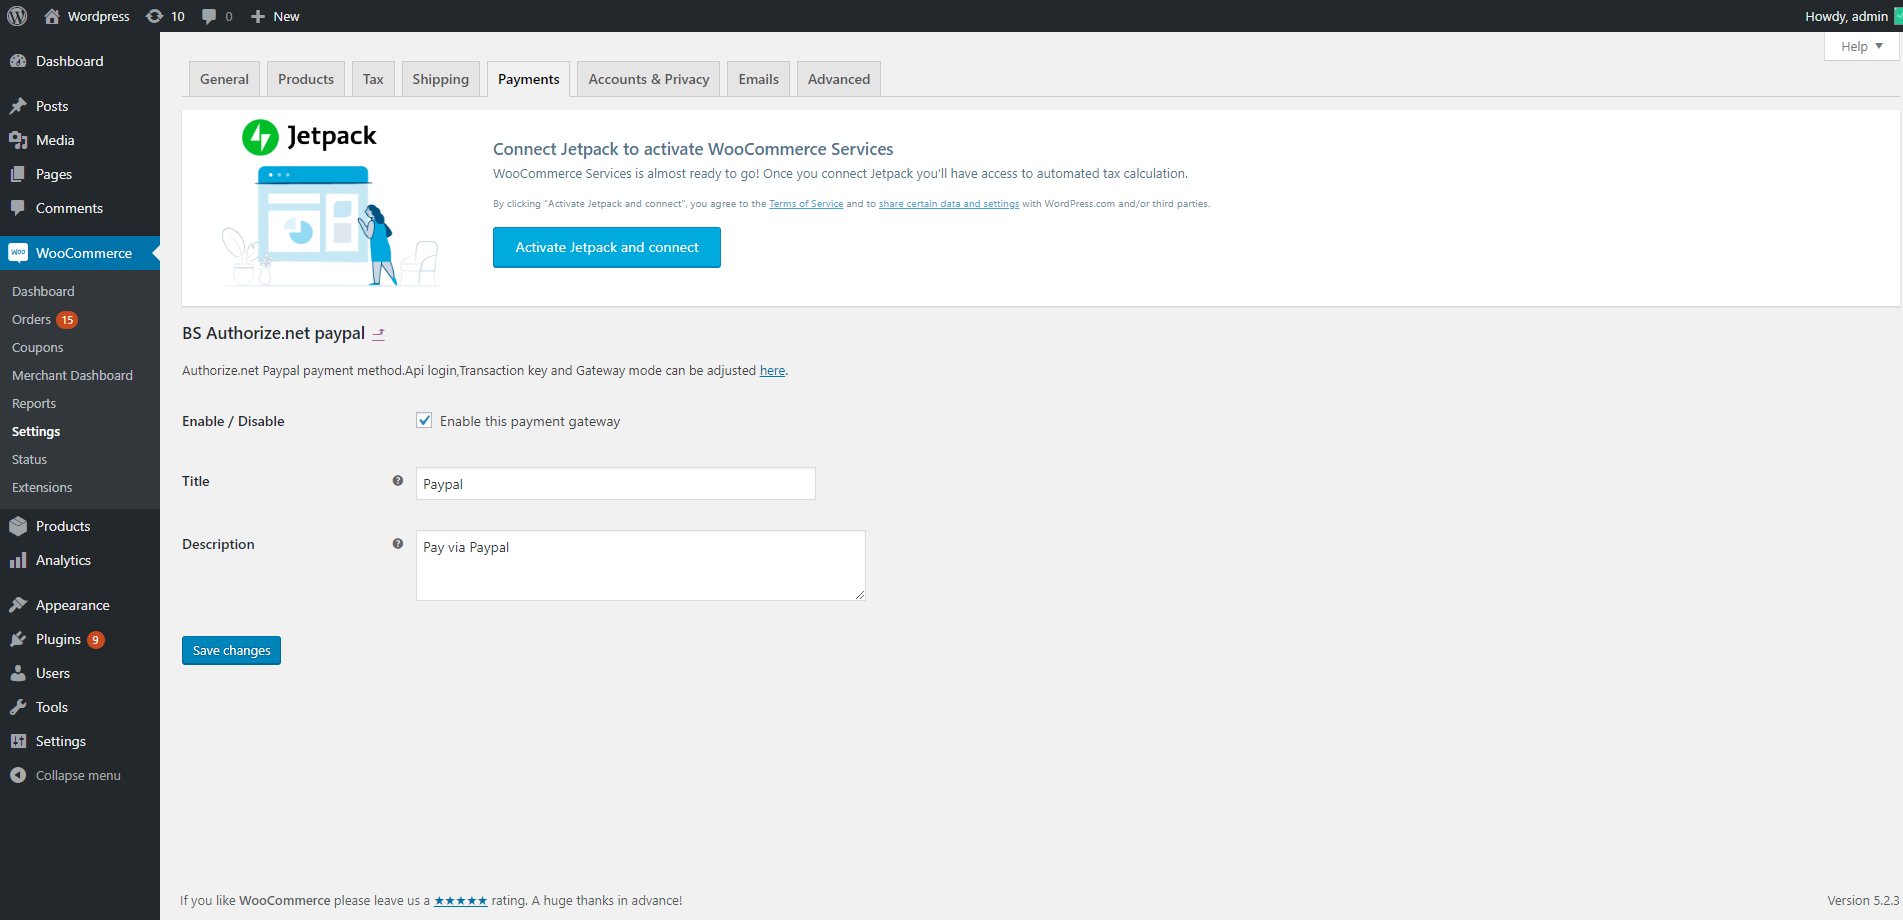 Wordpress 10 0 New Howdy, admin
Help
Dashboard
Posts
Media
Pages
Comments
WooCommerce
Dashboard
Orders 15
Coupons
Merchant Dashboard
Reports
Settings
Status
Extensions
Products
Analytics
Appearance
Plugins 9
Users
Tools
Settings
Collapse menu
General Products Tax Shipping Payments Accounts & Privacy Emails Advanced
Jetpack
Connect Jetpack to activate WooCommerce Services
WooCommerce Services is almost ready to go! Once you connect Jetpack you'll have access to automated tax calculation.
By clicking "Activate Jetpack and connect", you agree to the Terms of Service and to share certain data and settings with WordPress.com and/or third parties.
Activate Jetpack and connect
BS Authorize.net paypal
Authorize.net Paypal payment method.Api login,Transaction key and Gateway mode can be adjusted here.
Enable / Disable Enable this payment gateway
Title ? Paypal
Description ? Pay via Paypal
Save changes
If you like WooCommerce please leave us a ★★★★★ rating. A huge thanks in advance! Version 5.2.3